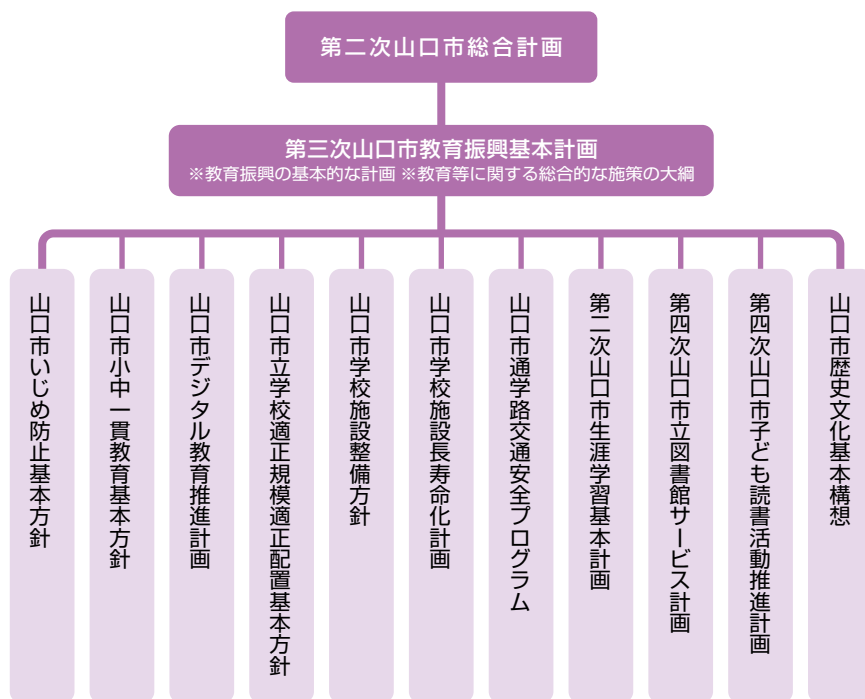 第二次山口市総合計画
第三次山口市教育振興基本計画
※教育振興の基本的な計画 ※教育等に関する総合的な施策の大綱
山口市いじめ防止基本方針
山口市小中一貫教育基本方針
山口市デジタル教育推進計画
山口市立学校適正規模適正配置基本方針
山口市学校施設整備方針
山口市学校施設長寿命化計画
山口市通学路交通安全プログラム
第二次山口市生涯学習基本計画
第四次山口市立図書館サービス計画
第四次山口市子ども読書活動推進計画
山口市歴史文化基本構想